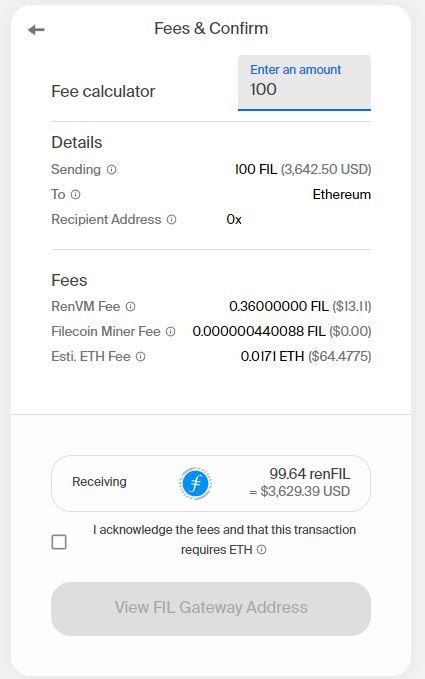 Fees & Confirm
Fee calculator
Enter an amount
100
Details
Sending 100 FIL (3,642.50 USD)
To Ethereum
Recipient Address 0x
Fees
RenVM Fee 0.36000000 FIL ($13.11)
Filecoin Miner Fee 0.000000440088 FIL ($0.00)
Esti. ETH Fee 0.0171 ETH ($64.4775)
Receiving
99.64 renFIL
= $3,629.39 USD
I acknowledge the fees and that this transaction
requires ETH
View FIL Gateway Address